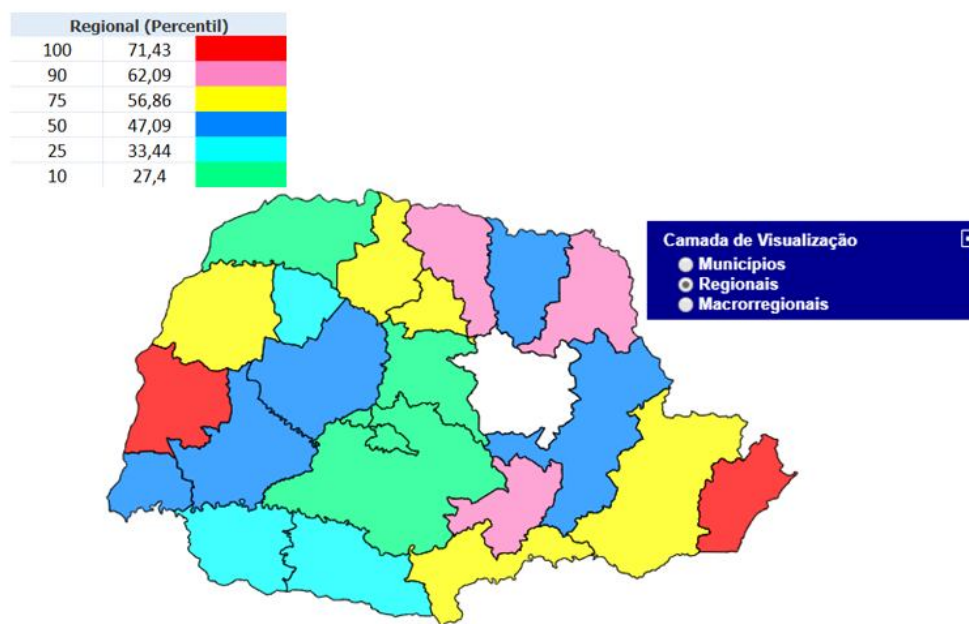 Regional (Percentil)
100 71,43
90 62,09
75 56,86
50 47,09
25 33,44
10 27,4
Camada de Visualização
Municípios
Regionais
Macrorregionais